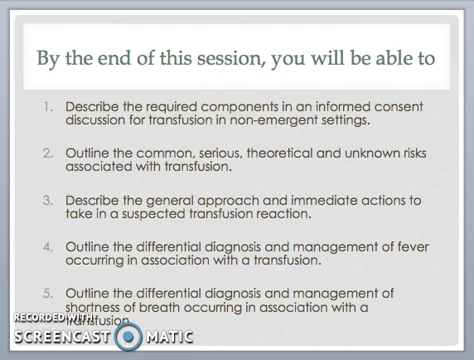 By the end of this session, you will be able to
1. Describe the required components in an informed consent
discussion for transfusion in non-emergent settings.
2. Outline the common, serious, theoretical and unknown risks
associated with transfusion.
3. Describe the general approach and immediate actions to
take in a suspected transfusion reaction.
4. Outline the differential diagnosis and management of fever
occurring in association with a transfusion.
5. Outline the differential diagnosis and management of
shortness of breath occurring in association with a
transfusion.
RECORDED WITH
SCREENCAST MATIC